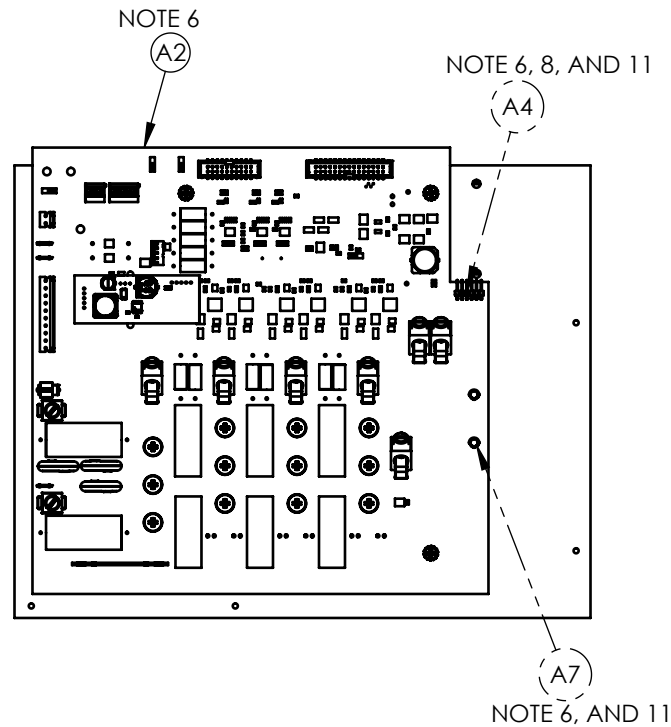 NOTE 6
A2
NOTE 6, 8, AND 11
A4
A7
NOTE 6, AND 11